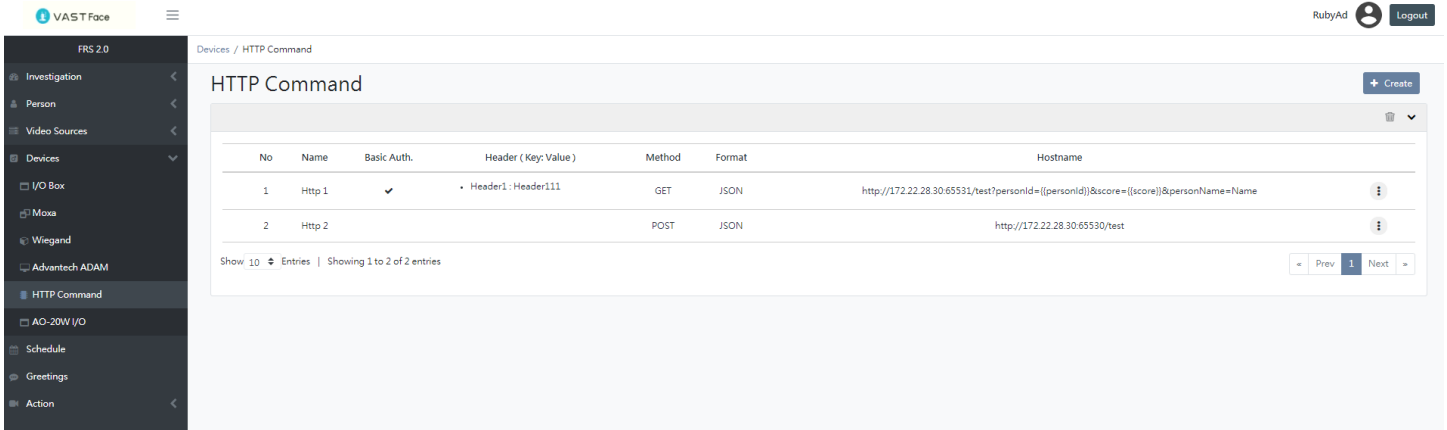 VAST Face
RubyAd
Logout
FRS 2.0
Investigation
Person
Video Sources
Devices
I/O Box
Moxa
Wiegand
Advantech ADAM
HTTP Command
AO-20W I/O
Schedule
Greetings
Action
Devices / HTTP Command
HTTP Command
+ Create
No Name Basic Auth. Header ( Key: Value ) Method Format Hostname
1 Http 1 ✔ • Header1 : Header111 GET JSON http://172.22.28.30:65531/test?personId={{personId}}&score={{score}}&personName=Name
2 Http 2 POST JSON http://172.22.28.30:65530/test
Show 10 Entries | Showing 1 to 2 of 2 entries
« Prev 1 Next »